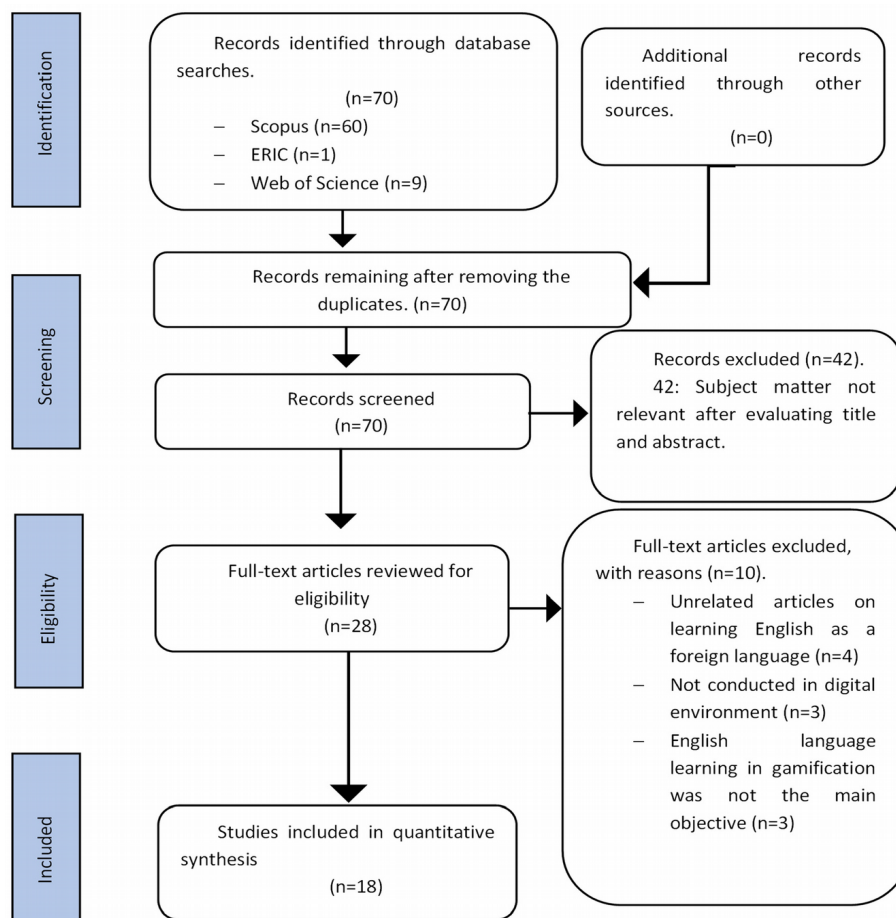 Identification
Records identified through database
searches.
(n=70)
– Scopus (n=60)
– ERIC (n=1)
– Web of Science (n=9)
Additional records
identified through other
sources.
(n=0)
Screening
Records remaining after removing the
duplicates. (n=70)
Records screened
(n=70)
Records excluded (n=42).
42: Subject matter not
relevant after evaluating title
and abstract.
Eligibility
Full-text articles reviewed for
eligibility
(n=28)
Full-text articles excluded,
with reasons (n=10).
– Unrelated articles on
learning English as a
foreign language (n=4)
– Not conducted in digital
environment (n=3)
– English language
learning in gamification
was not the main
objective (n=3)
Included
Studies included in quantitative
synthesis
(n=18)